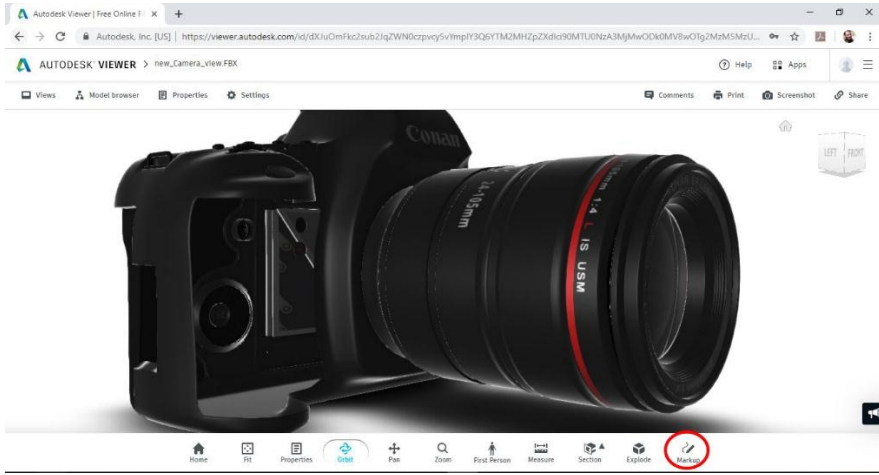 Autodesk Viewer | Free Online Fil
Autodesk, Inc. [US] | https://viewer.autodesk.com/id/
AUTODESK® VIEWER > new_Camera_view.FBX
Help Apps
Views Model browser Properties Settings
Comments Print Screenshot Share
Conan
24-105mm
105mm 1:4 L IS USM
LEFT FRONT
Home Fit Properties Orbit Pan Zoom First Person Measure Section Explode Markup